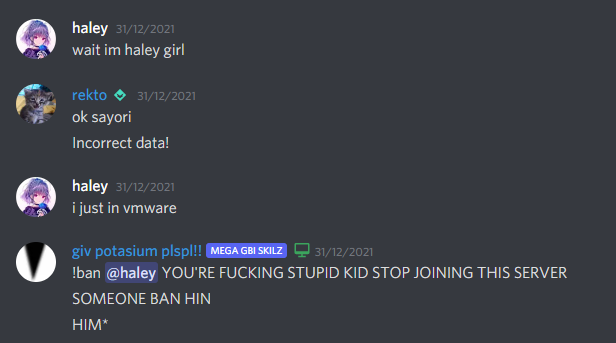 haley 31/12/2021
wait im haley girl
rekto 31/12/2021
ok sayori
Incorrect data!
haley 31/12/2021
i just in vmware
giv potasium plspl!! MEGA GBI SKILZ 31/12/2021
!ban @haley YOU'RE FUCKING STUPID KID STOP JOINING THIS SERVER
SOMEONE BAN HIN
HIM*